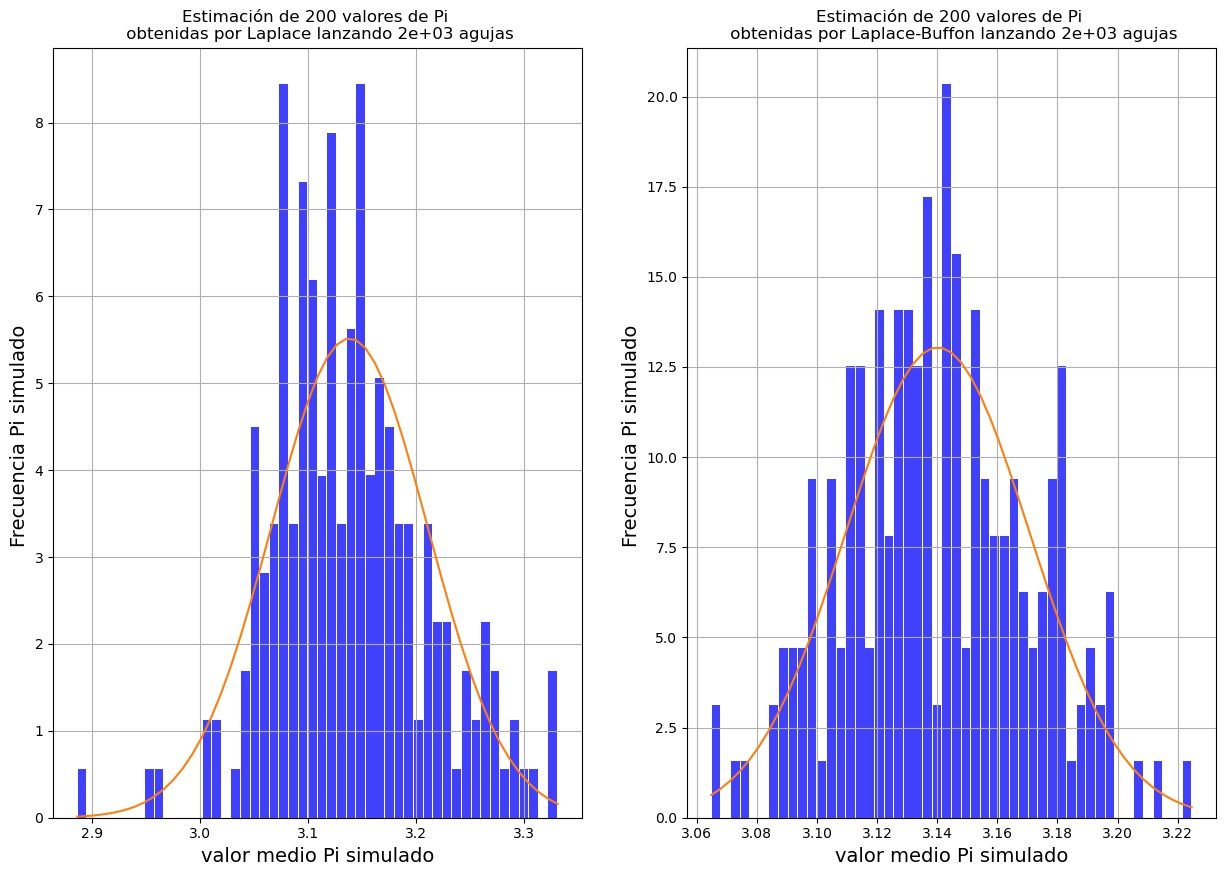 Estimación de 200 valores de Pi
obtenidas por Laplace lanzando 2e+03 agujas
Frecuencia Pi simulado
8
7
6
5
4
3
2
1
0
2.9 3.0 3.1 3.2 3.3
valor medio Pi simulado
Estimación de 200 valores de Pi
obtenidas por Laplace-Buffon lanzando 2e+03 agujas
Frecuencia Pi simulado
20.0
17.5
15.0
12.5
10.0
7.5
5.0
2.5
0.0
3.06 3.08 3.10 3.12 3.14 3.16 3.18 3.20 3.22
valor medio Pi simulado